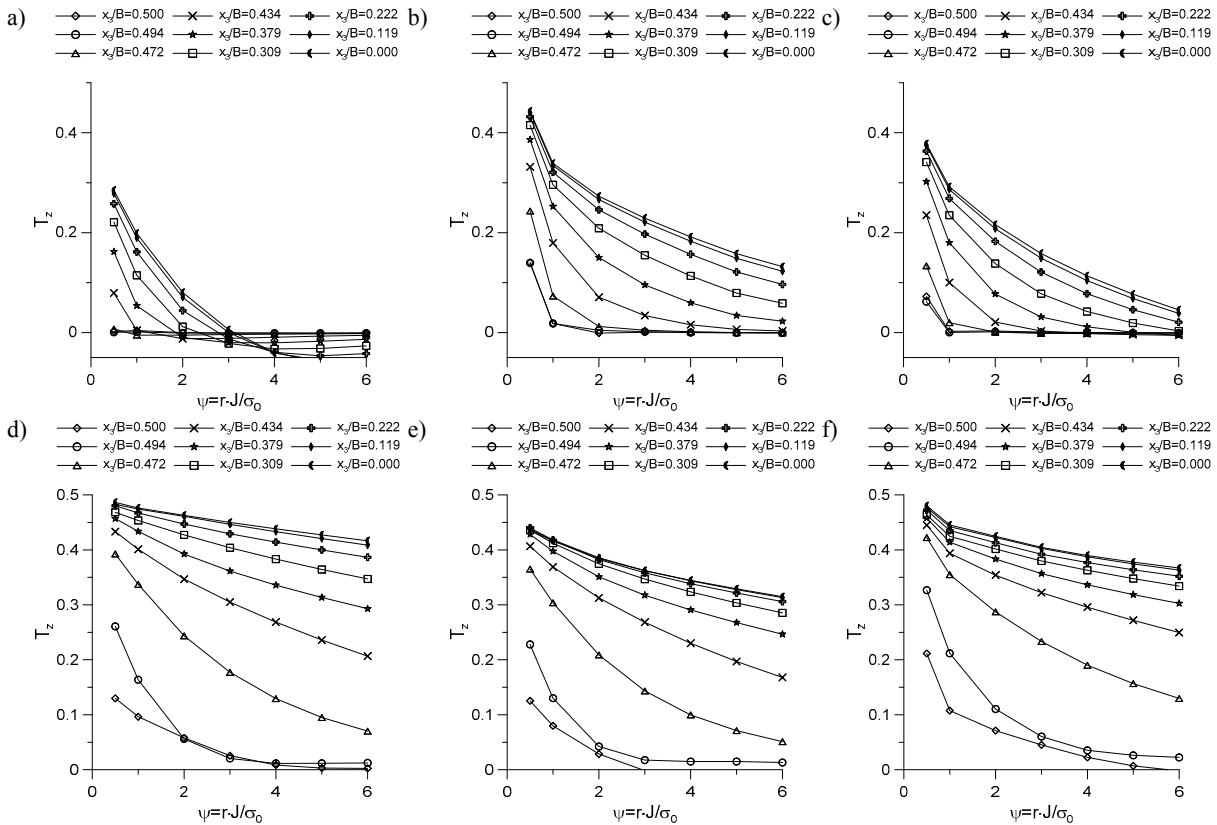 a)
x₃/B=0.500 x₃/B=0.434 x₃/B=0.222
x₃/B=0.494 x₃/B=0.379 x₃/B=0.119
x₃/B=0.472 x₃/B=0.309 x₃/B=0.000
0.4
0.2
0
T_z
0 2 4 6
ψ=r·J/σ₀
b)
x₃/B=0.500 x₃/B=0.434 x₃/B=0.222
x₃/B=0.494 x₃/B=0.379 x₃/B=0.119
x₃/B=0.472 x₃/B=0.309 x₃/B=0.000
0.4
0.2
0
T_z
0 2 4 6
ψ=r·J/σ₀
c)
x₃/B=0.500 x₃/B=0.434 x₃/B=0.222
x₃/B=0.494 x₃/B=0.379 x₃/B=0.119
x₃/B=0.472 x₃/B=0.309 x₃/B=0.000
0.4
0.2
0
T_z
0 2 4 6
ψ=r·J/σ₀
d)
x₃/B=0.500 x₃/B=0.434 x₃/B=0.222
x₃/B=0.494 x₃/B=0.379 x₃/B=0.119
x₃/B=0.472 x₃/B=0.309 x₃/B=0.000
0.5
0.4
0.3
0.2
0.1
0
T_z
0 2 4 6
ψ=r·J/σ₀
e)
x₃/B=0.500 x₃/B=0.434 x₃/B=0.222
x₃/B=0.494 x₃/B=0.379 x₃/B=0.119
x₃/B=0.472 x₃/B=0.309 x₃/B=0.000
0.5
0.4
0.3
0.2
0.1
0
T_z
0 2 4 6
ψ=r·J/σ₀
f)
x₃/B=0.500 x₃/B=0.434 x₃/B=0.222
x₃/B=0.494 x₃/B=0.379 x₃/B=0.119
x₃/B=0.472 x₃/B=0.309 x₃/B=0.000
0.5
0.4
0.3
0.2
0.1
0
T_z
0 2 4 6
ψ=r·J/σ₀